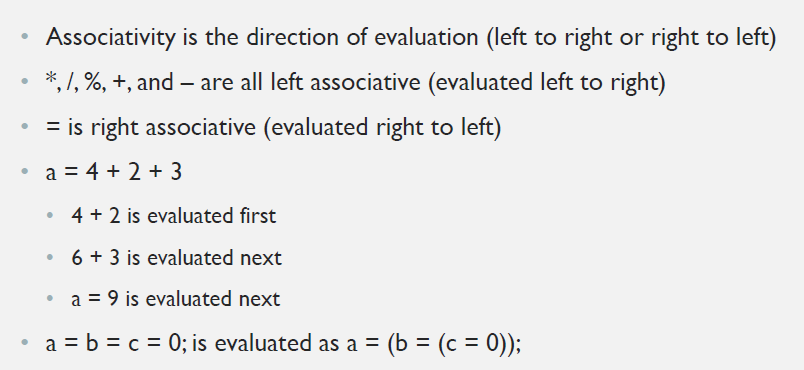 • Associativity is the direction of evaluation (left to right or right to left)
• *, /, %, +, and – are all left associative (evaluated left to right)
• = is right associative (evaluated right to left)
• a = 4 + 2 + 3
• 4 + 2 is evaluated first
• 6 + 3 is evaluated next
• a = 9 is evaluated next
• a = b = c = 0; is evaluated as a = (b = (c = 0));